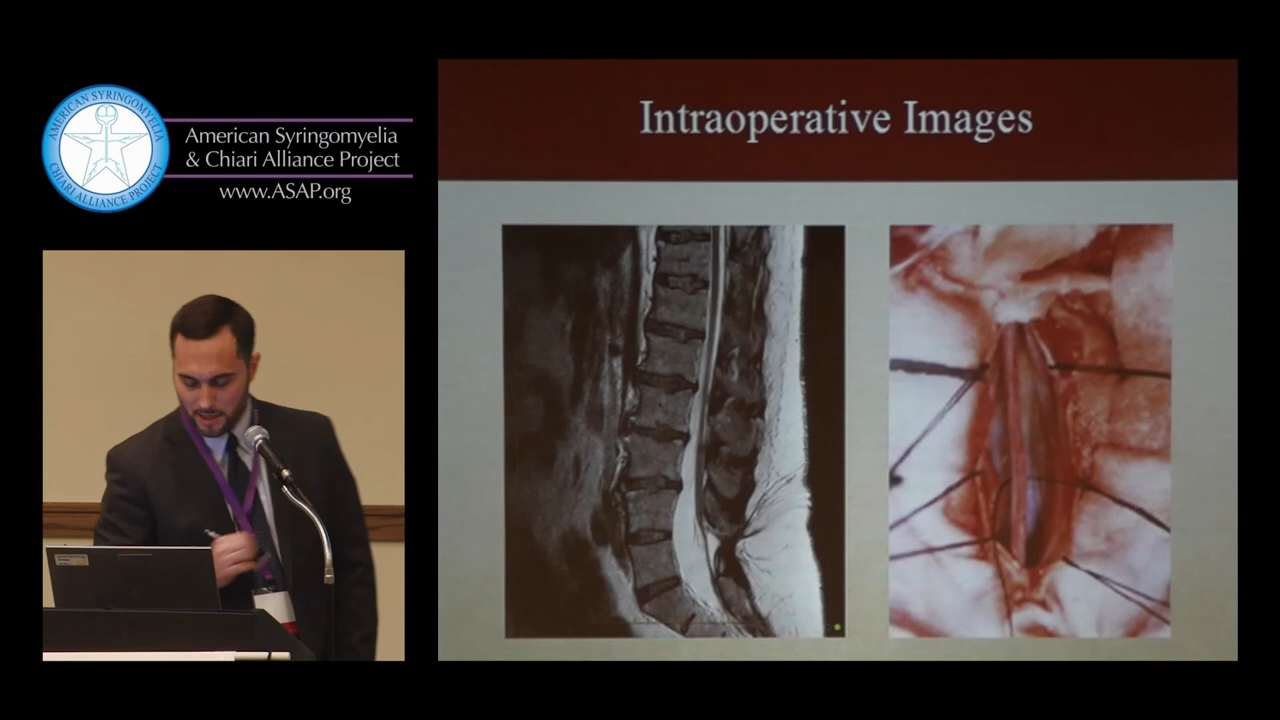 AMERICAN SYRINGOMYELIA
CHIARI ALLIANCE PROJECT
American Syringomyelia
& Chiari Alliance Project
www.ASAP.org
Intraoperative Images